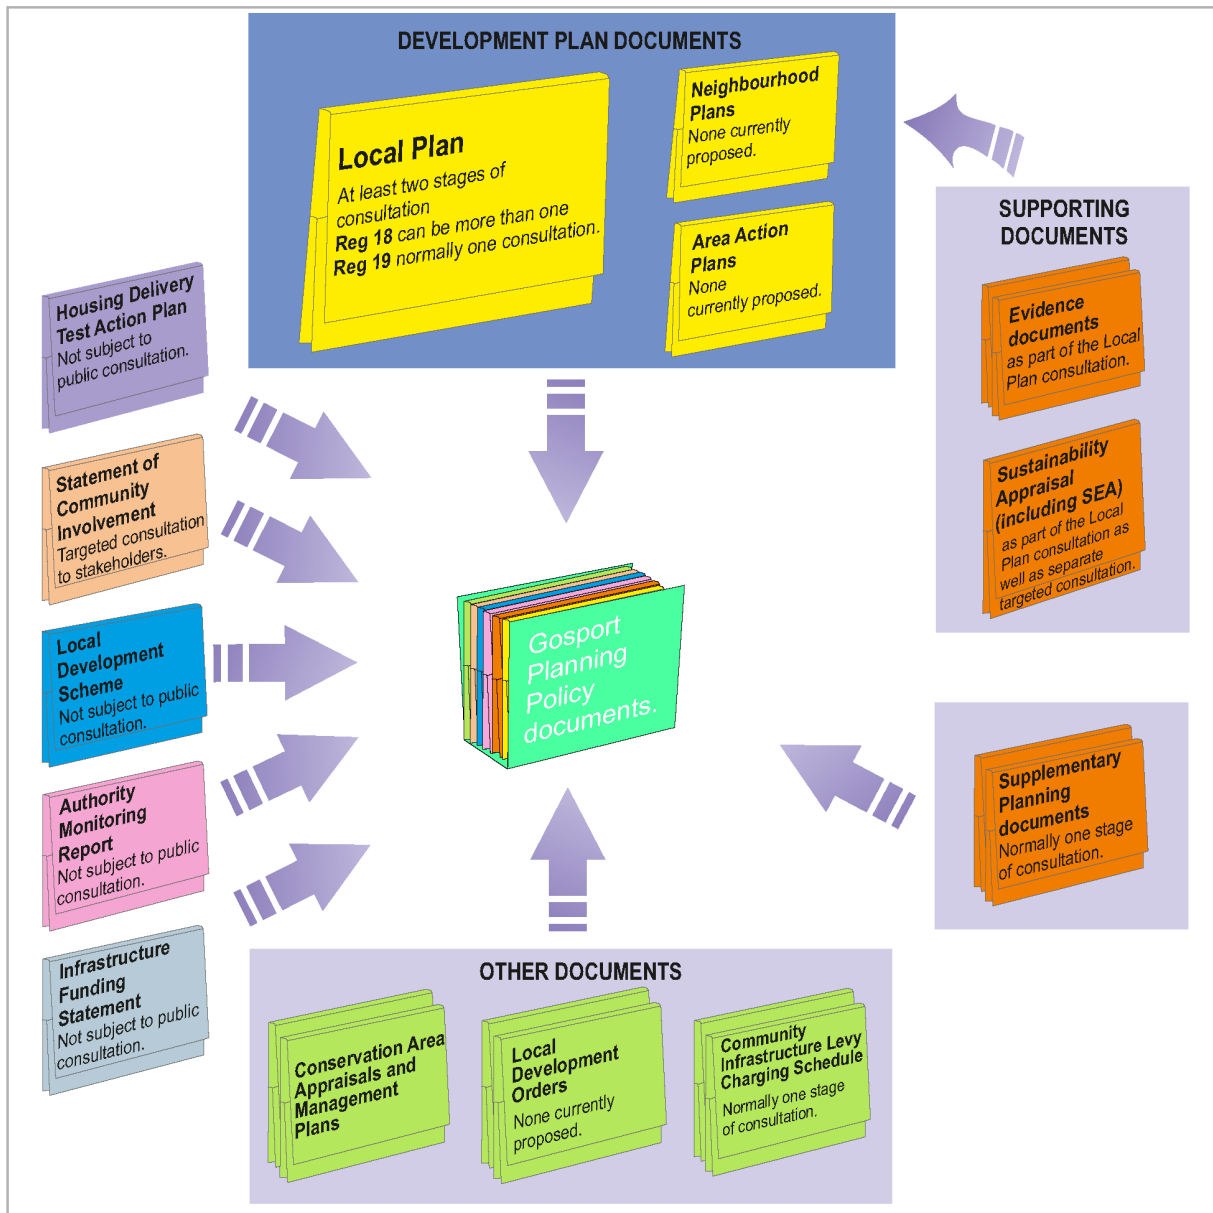 DEVELOPMENT PLAN DOCUMENTS
Local Plan
At least two stages of
consultation
Reg 18 can be more than one
Reg 19 normally one consultation.
Neighbourhood
Plans
None currently
proposed.
Area Action
Plans
None
currently proposed.
SUPPORTING
DOCUMENTS
Evidence
documents
as part of the Local
Plan consultation.
Sustainability
Appraisal
(including SEA)
as part of the Local
Plan consultation as
well as separate
targeted consultation.
Supplementary
Planning
documents
Normally one stage
of consultation.
Housing Delivery
Test Action Plan
Not subject to
public consultation.
Statement of
Community
Involvement
Targeted consultation
to stakeholders.
Local
Development
Scheme
Not subject to public
consultation.
Authority
Monitoring
Report
Not subject to public
consultation.
Infrastructure
Funding
Statement
Not subject to public
consultation.
Gosport
Planning
Policy
documents.
OTHER DOCUMENTS
Conservation Area
Appraisals and
Management
Plans
Local
Development
Orders
None currently
proposed.
Community
Infrastructure Levy
Charging Schedule
Normally one stage
of consultation.